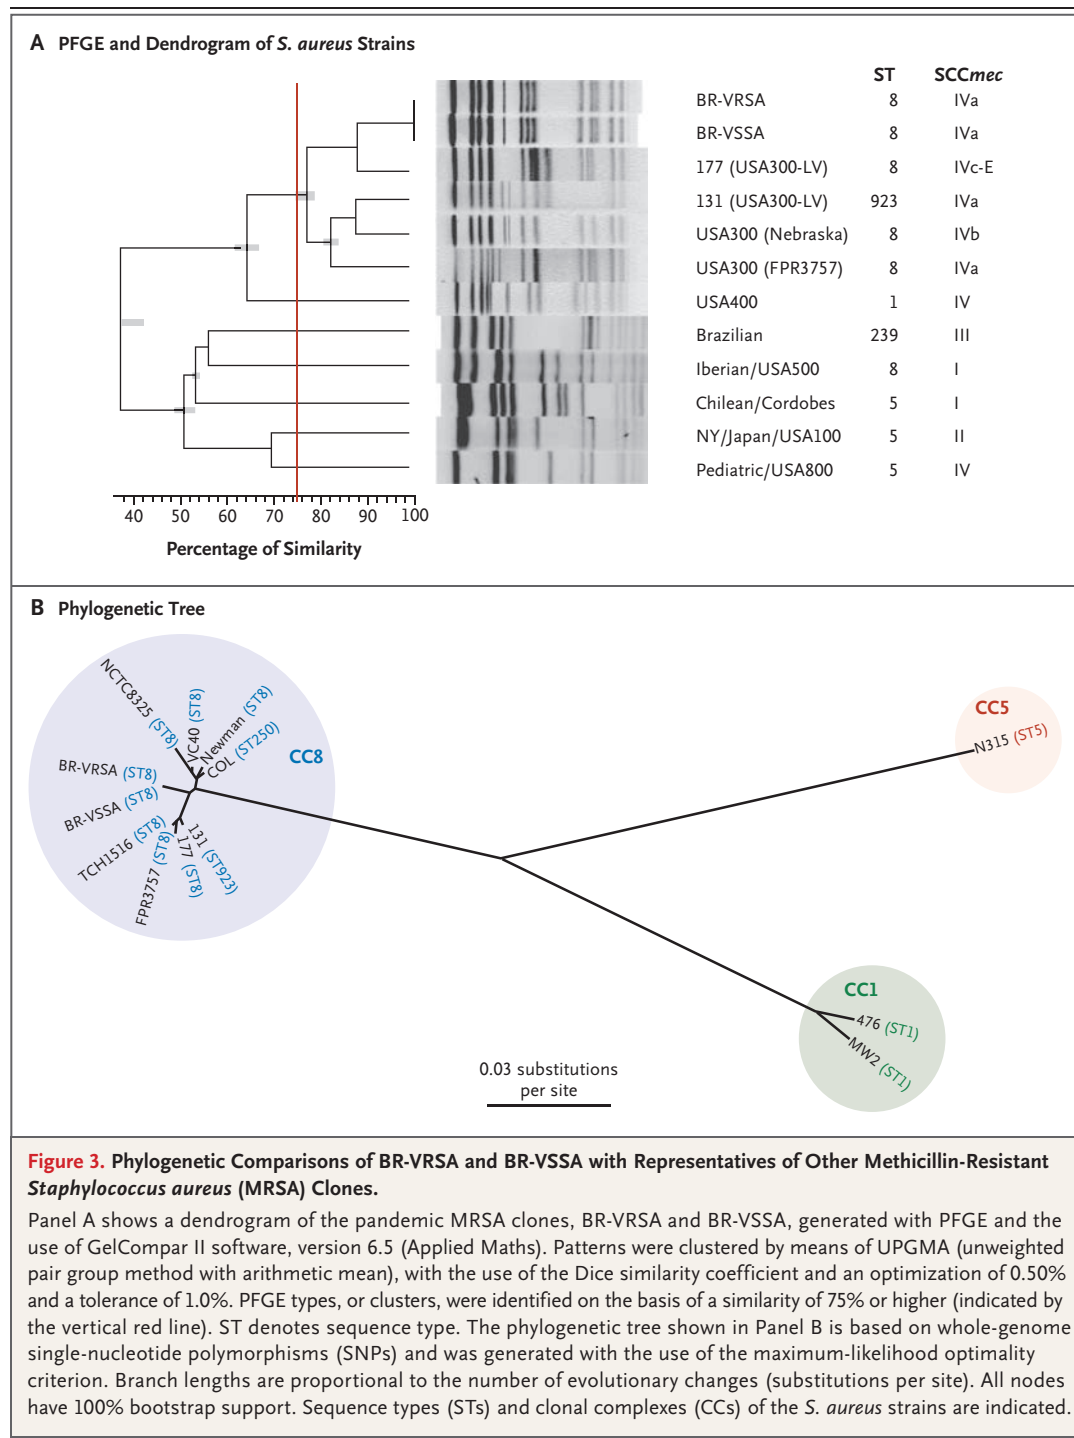 A PFGE and Dendrogram of S. aureus Strains
ST SCCmec
BR-VRSA 8 IVa
BR-VSSA 8 IVa
177 (USA300-LV) 8 IVc-E
131 (USA300-LV) 923 IVa
USA300 (Nebraska) 8 IVb
USA300 (FPR3757) 8 IVa
USA400 1 IV
Brazilian 239 III
Iberian/USA500 8 I
Chilean/Cordobes 5 I
NY/Japan/USA100 5 II
Pediatric/USA800 5 IV
40 50 60 70 80 90 100
Percentage of Similarity
B Phylogenetic Tree
NCTC8325 (ST8)
VC40 (ST8)
Newman (ST8)
COL (ST250)
CC8
BR-VRSA (ST8)
BR-VSSA (ST8)
TCH1516 (ST8)
FPR3757 (ST8)
177 (ST8)
131 (ST923)
CC5
N315 (ST5)
CC1
476 (ST1)
MW2 (ST1)
0.03 substitutions
per site
Figure 3. Phylogenetic Comparisons of BR-VRSA and BR-VSSA with Representatives of Other Methicillin-Resistant
Staphylococcus aureus (MRSA) Clones.
Panel A shows a dendrogram of the pandemic MRSA clones, BR-VRSA and BR-VSSA, generated with PFGE and the
use of GelCompar II software, version 6.5 (Applied Maths). Patterns were clustered by means of UPGMA (unweighted
pair group method with arithmetic mean), with the use of the Dice similarity coefficient and an optimization of 0.50%
and a tolerance of 1.0%. PFGE types, or clusters, were identified on the basis of a similarity of 75% or higher (indicated by
the vertical red line). ST denotes sequence type. The phylogenetic tree shown in Panel B is based on whole-genome
single-nucleotide polymorphisms (SNPs) and was generated with the use of the maximum-likelihood optimality
criterion. Branch lengths are proportional to the number of evolutionary changes (substitutions per site). All nodes
have 100% bootstrap support. Sequence types (STs) and clonal complexes (CCs) of the S. aureus strains are indicated.